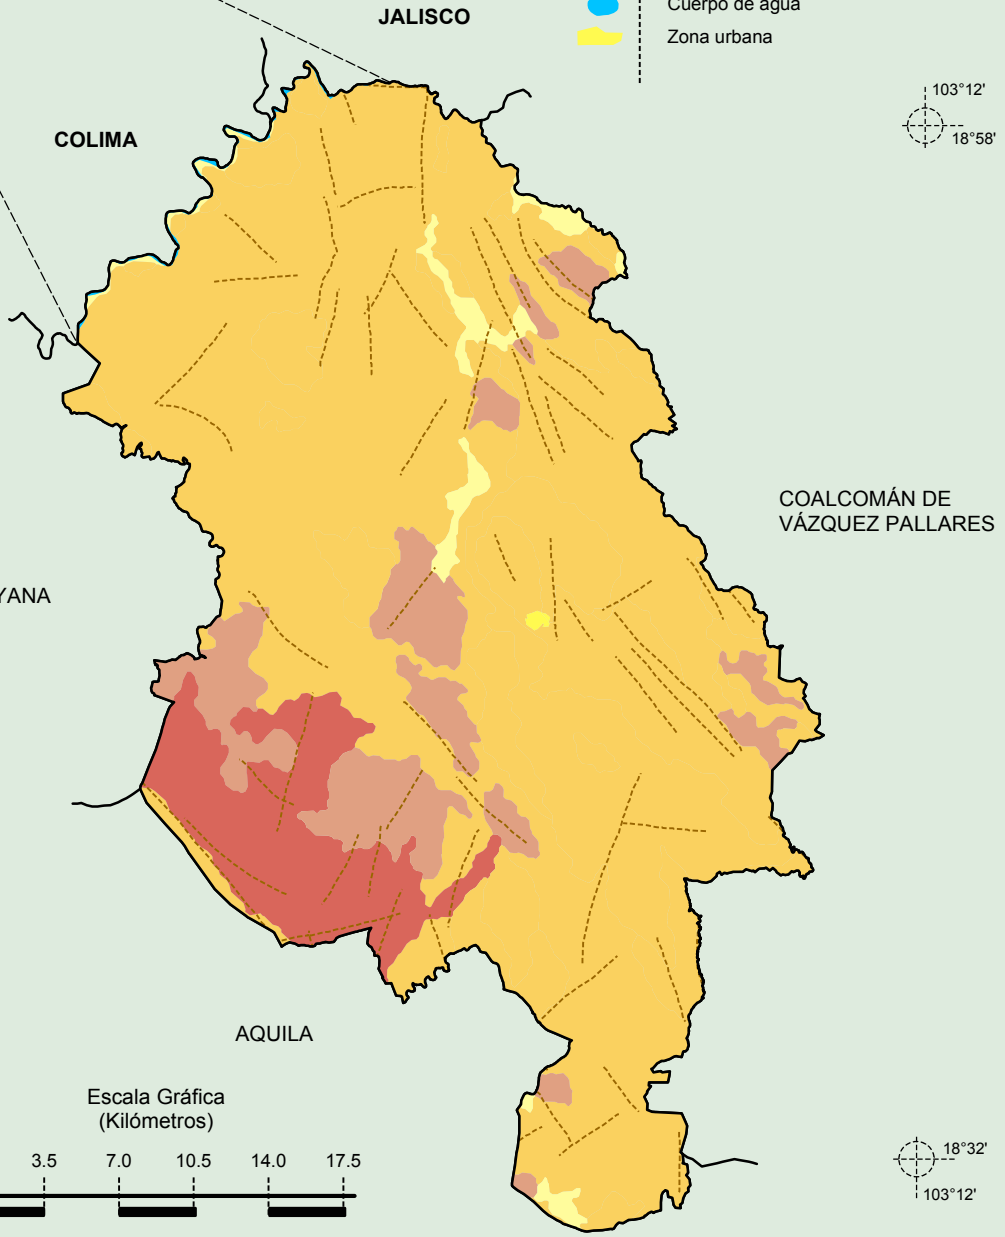 JALISCO
Cuerpo de agua
Zona urbana
103°12'
18°58'
COLIMA
COALCOMÁN DE
VÁZQUEZ PALLARES
YANA
AQUILA
Escala Gráfica
(Kilómetros)
3.5 7.0 10.5 14.0 17.5
18°32'
103°12'